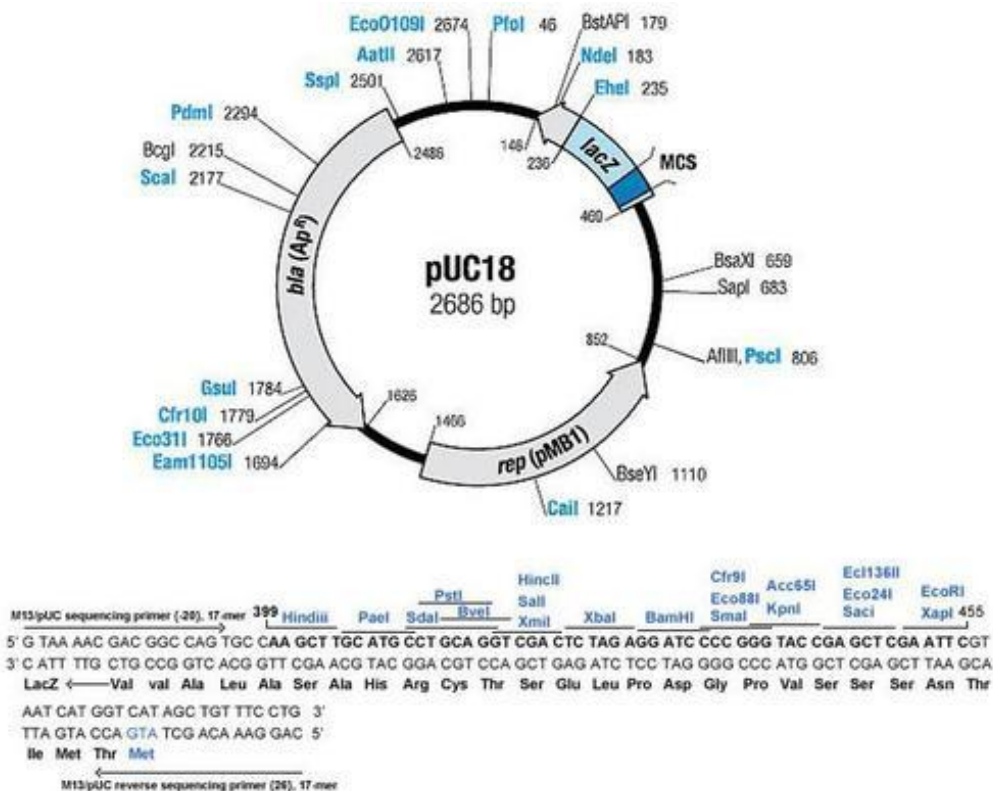 EcoO109I 2674
PfoI 46
BstAPI 179
AatII 2617
NdeI 183
SspI 2501
EheI 235
PdmI 2294
2486
146
236
lacZ
MCS
BcgI 2215
ScaI 2177
469
bla (ApR)
pUC18
2686 bp
BsaXI 659
SapI 683
852
AflIII, PscI 806
GsuI 1784
1626
Cfr10I 1779
1466
Eco31I 1766
rep (pMB1)
Eam1105I 1694
BseYI 1110
CaiI 1217
HincII Cfr9I Acc65I Ecl136II
PstI SalI Eco88I KpnI Eco24I EcoRI
M13/pUC sequencing primer (-20), 17-mer 399 Hindiii PaeI SdaI BveI XmiI XbaI BamHI SmaI Saci XapI 455
5' G TAA AAC GAC GGC CAG TGC CAA GCT TGC ATG CCT GCA GGT CGA CTC TAG AGG ATC CCC GGG TAC CGA GCT CGA ATT CGT
3' C ATT TTG CTG CCG GTC ACG GTT CGA ACG TAC GGA CGT CCA GCT GAG ATC TCC TAG GGG CCC ATG GCT CGA GCT TAA GCA
LacZ Val val Ala Leu Ala Ser Ala His Arg Cys Thr Ser Glu Leu Pro Asp Gly Pro Val Ser Ser Ser Asn Thr
AAT CAT GGT CAT AGC TGT TTC CTG 3'
TTA GTA CCA GTA TCG ACA AAG GAC 5'
Ile Met Thr Met
M13/pUC reverse sequencing primer (26), 17-mer